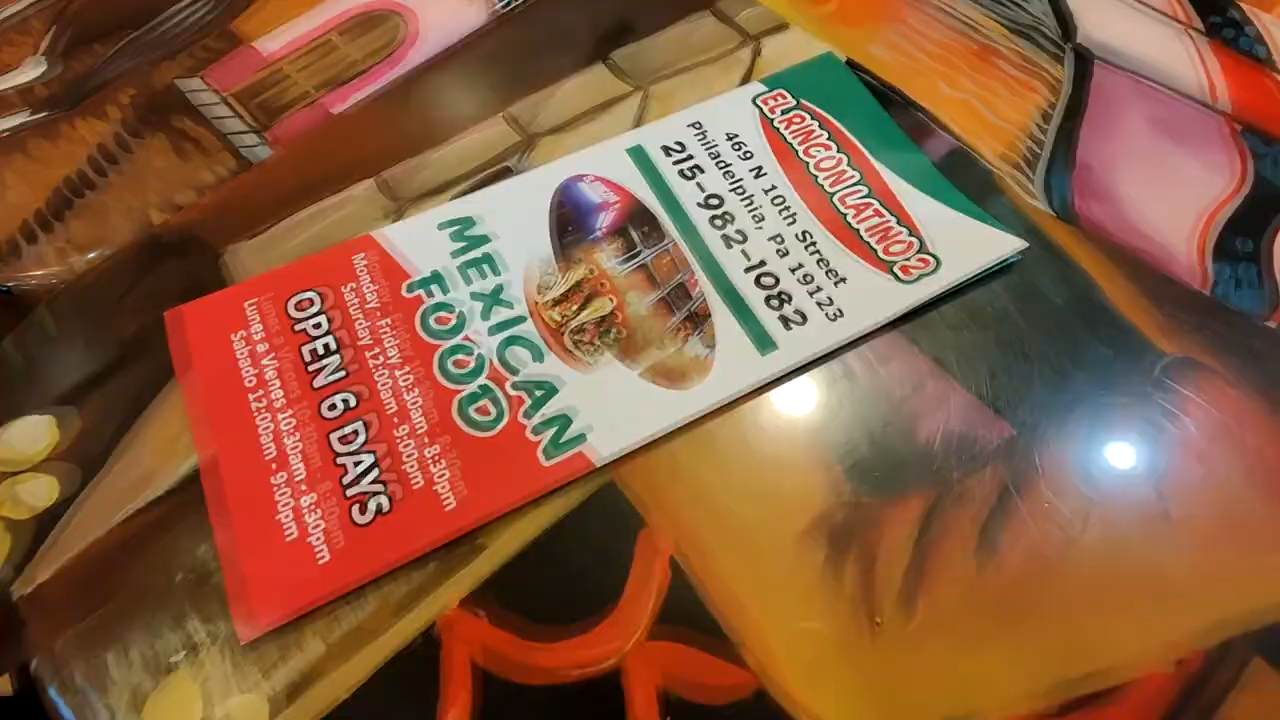 EL RINCON LATINO 2
469 N 10th Street
Philadelphia, Pa 19123
215-982-1082
MEXICAN
FOOD
Monday - Friday 10:30am - 8:30pm
Saturday 12:00am - 9:00pm
OPEN 6 DAYS
Lunes a Vienes 10:30am - 8:30pm
Sabado 12:00am - 9:00pm